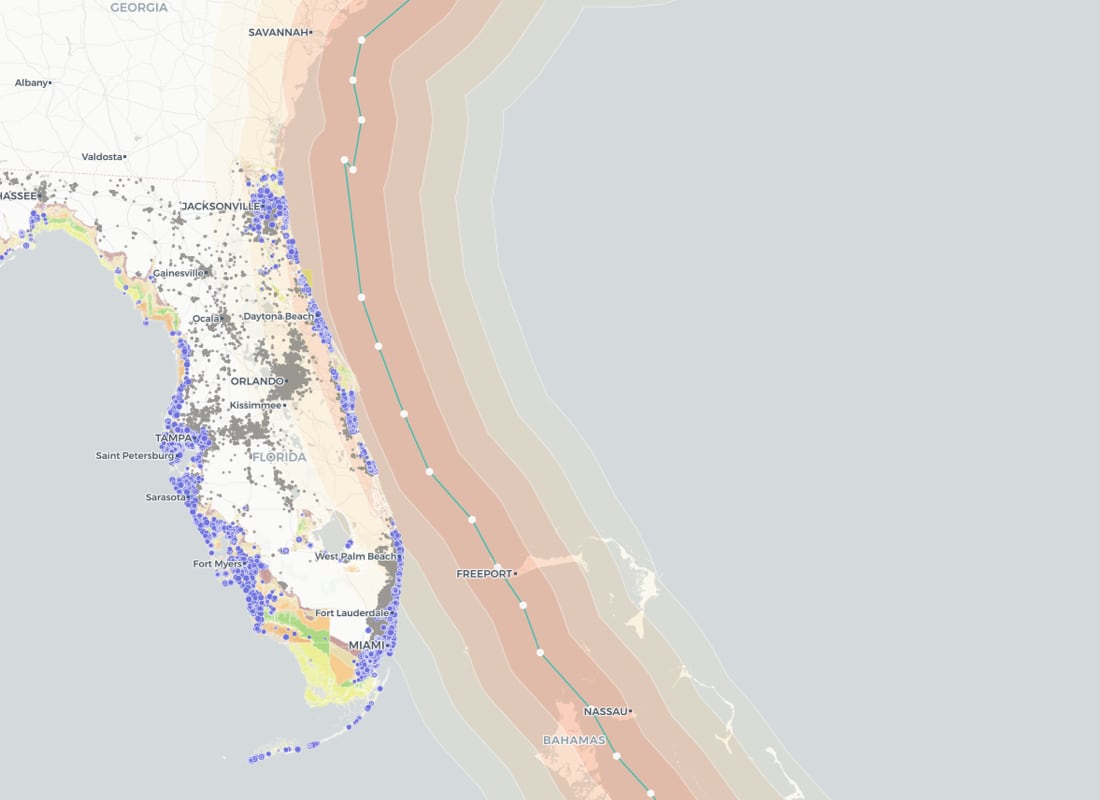 GEORGIA
SAVANNAH
Albany
Valdosta
HASSEE
JACKSONVILLE
Gainesville
Ocala
Daytona Beach
ORLANDO
Kissimmee
TAMPA
Saint Petersburg
FLORIDA
Sarasota
West Palm Beach
Fort Myers
FREEPORT
Fort Lauderdale
MIAMI
NASSAU
BAHAMAS